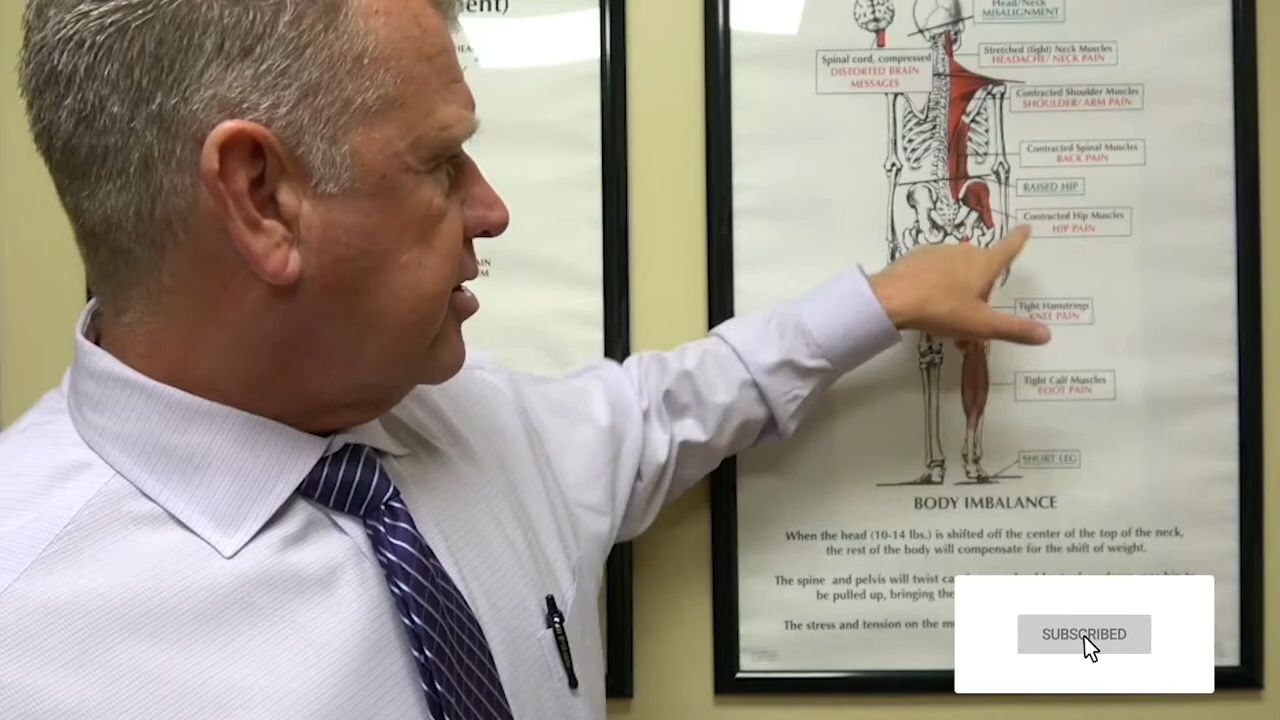 ent)
Head/Neck
MISALIGNMENT
Spinal cord, compressed
DISTORTED BRAIN
MESSAGES
Stretched (tight) Neck Muscles
HEADACHE/ NECK PAIN
Contracted Shoulder Muscles
SHOULDER/ ARM PAIN
Contracted Spinal Muscles
BACK PAIN
RAISED HIP
Contracted Hip Muscles
HIP PAIN
Tight Hamstrings
KNEE PAIN
Tight Calf Muscles
FOOT PAIN
SHORT LEG
BODY IMBALANCE
When the head (10-14 lbs.) is shifted off the center of the top of the neck,
the rest of the body will compensate for the shift of weight.
The spine and pelvis will twist
be pulled up, bringing the
The stress and tension on the
SUBSCRIBED